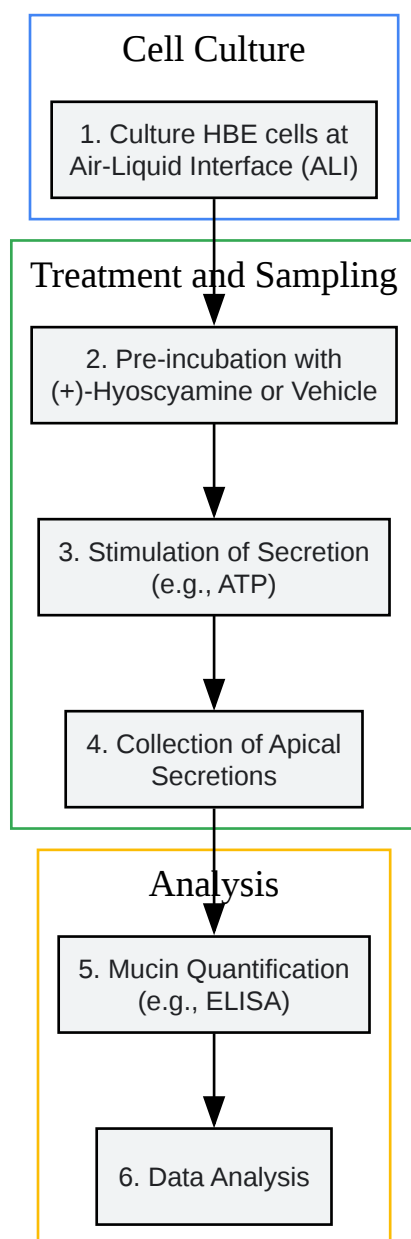 Cell Culture
1. Culture HBE cells at
Air-Liquid Interface (ALI)
Treatment and Sampling
2. Pre-incubation with
(+)-Hyoscyamine or Vehicle
3. Stimulation of Secretion
(e.g., ATP)
4. Collection of Apical
Secretions
Analysis
5. Mucin Quantification
(e.g., ELISA)
6. Data Analysis